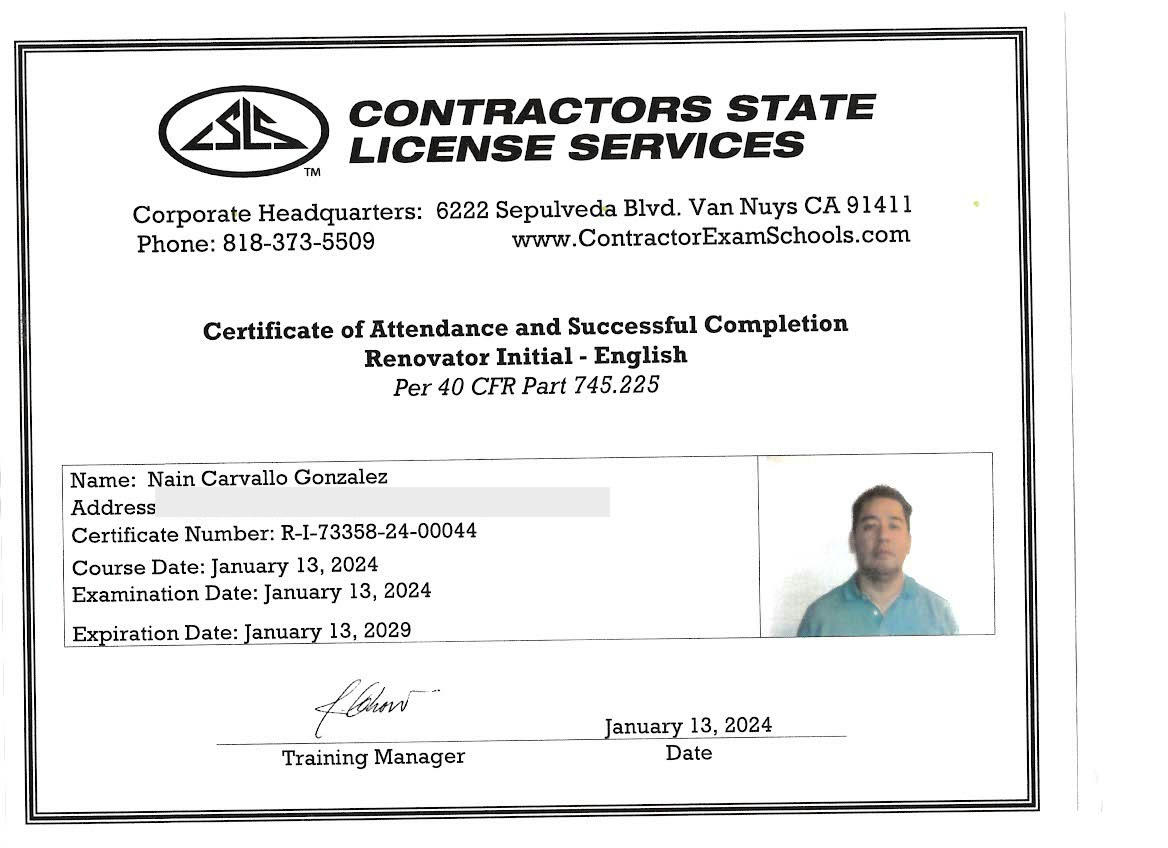 CSLS
TM
CONTRACTORS STATE
LICENSE SERVICES
Corporate Headquarters: 6222 Sepulveda Blvd. Van Nuys CA 91411
Phone: 818-373-5509 www.ContractorExamSchools.com
Certificate of Attendance and Successful Completion
Renovator Initial - English
Per 40 CFR Part 745.225
Name: Nain Carvallo Gonzalez
Address
Certificate Number: R-I-73358-24-00044
Course Date: January 13, 2024
Examination Date: January 13, 2024
Expiration Date: January 13, 2029
January 13, 2024
Training Manager Date